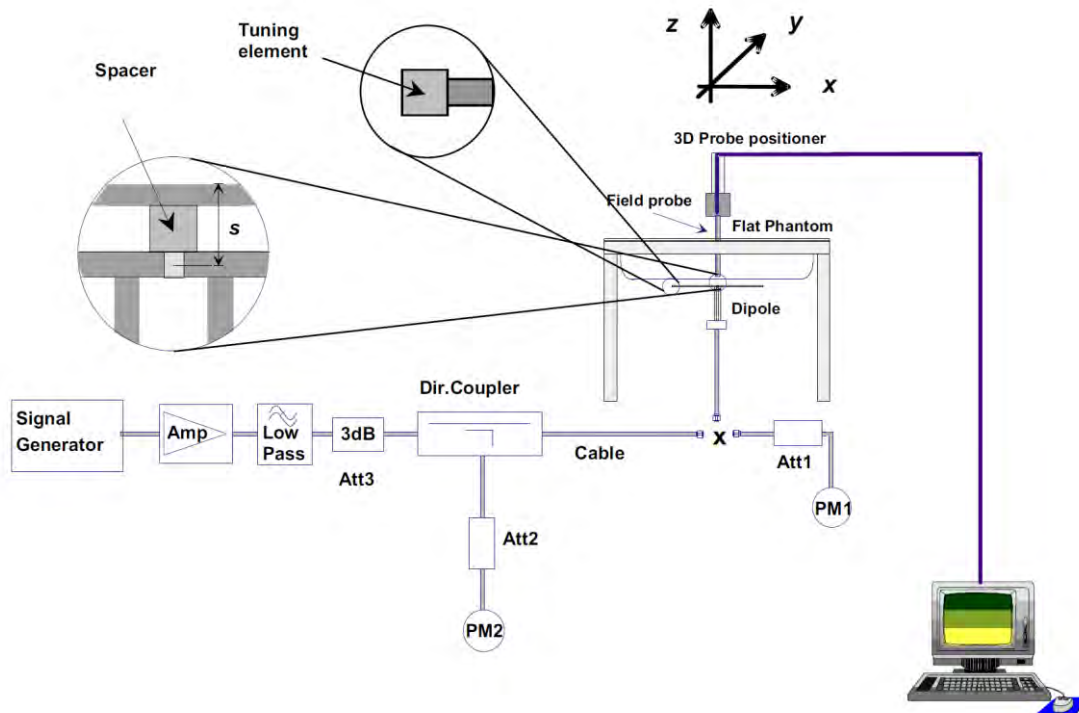 Tuning
element
z
y
x
Spacer
s
3D Probe positioner
Field probe
Flat Phantom
Dipole
Dir.Coupler
Signal
Generator
Amp
Low
Pass
3dB
Att3
Cable
x
Att1
PM1
Att2
PM2